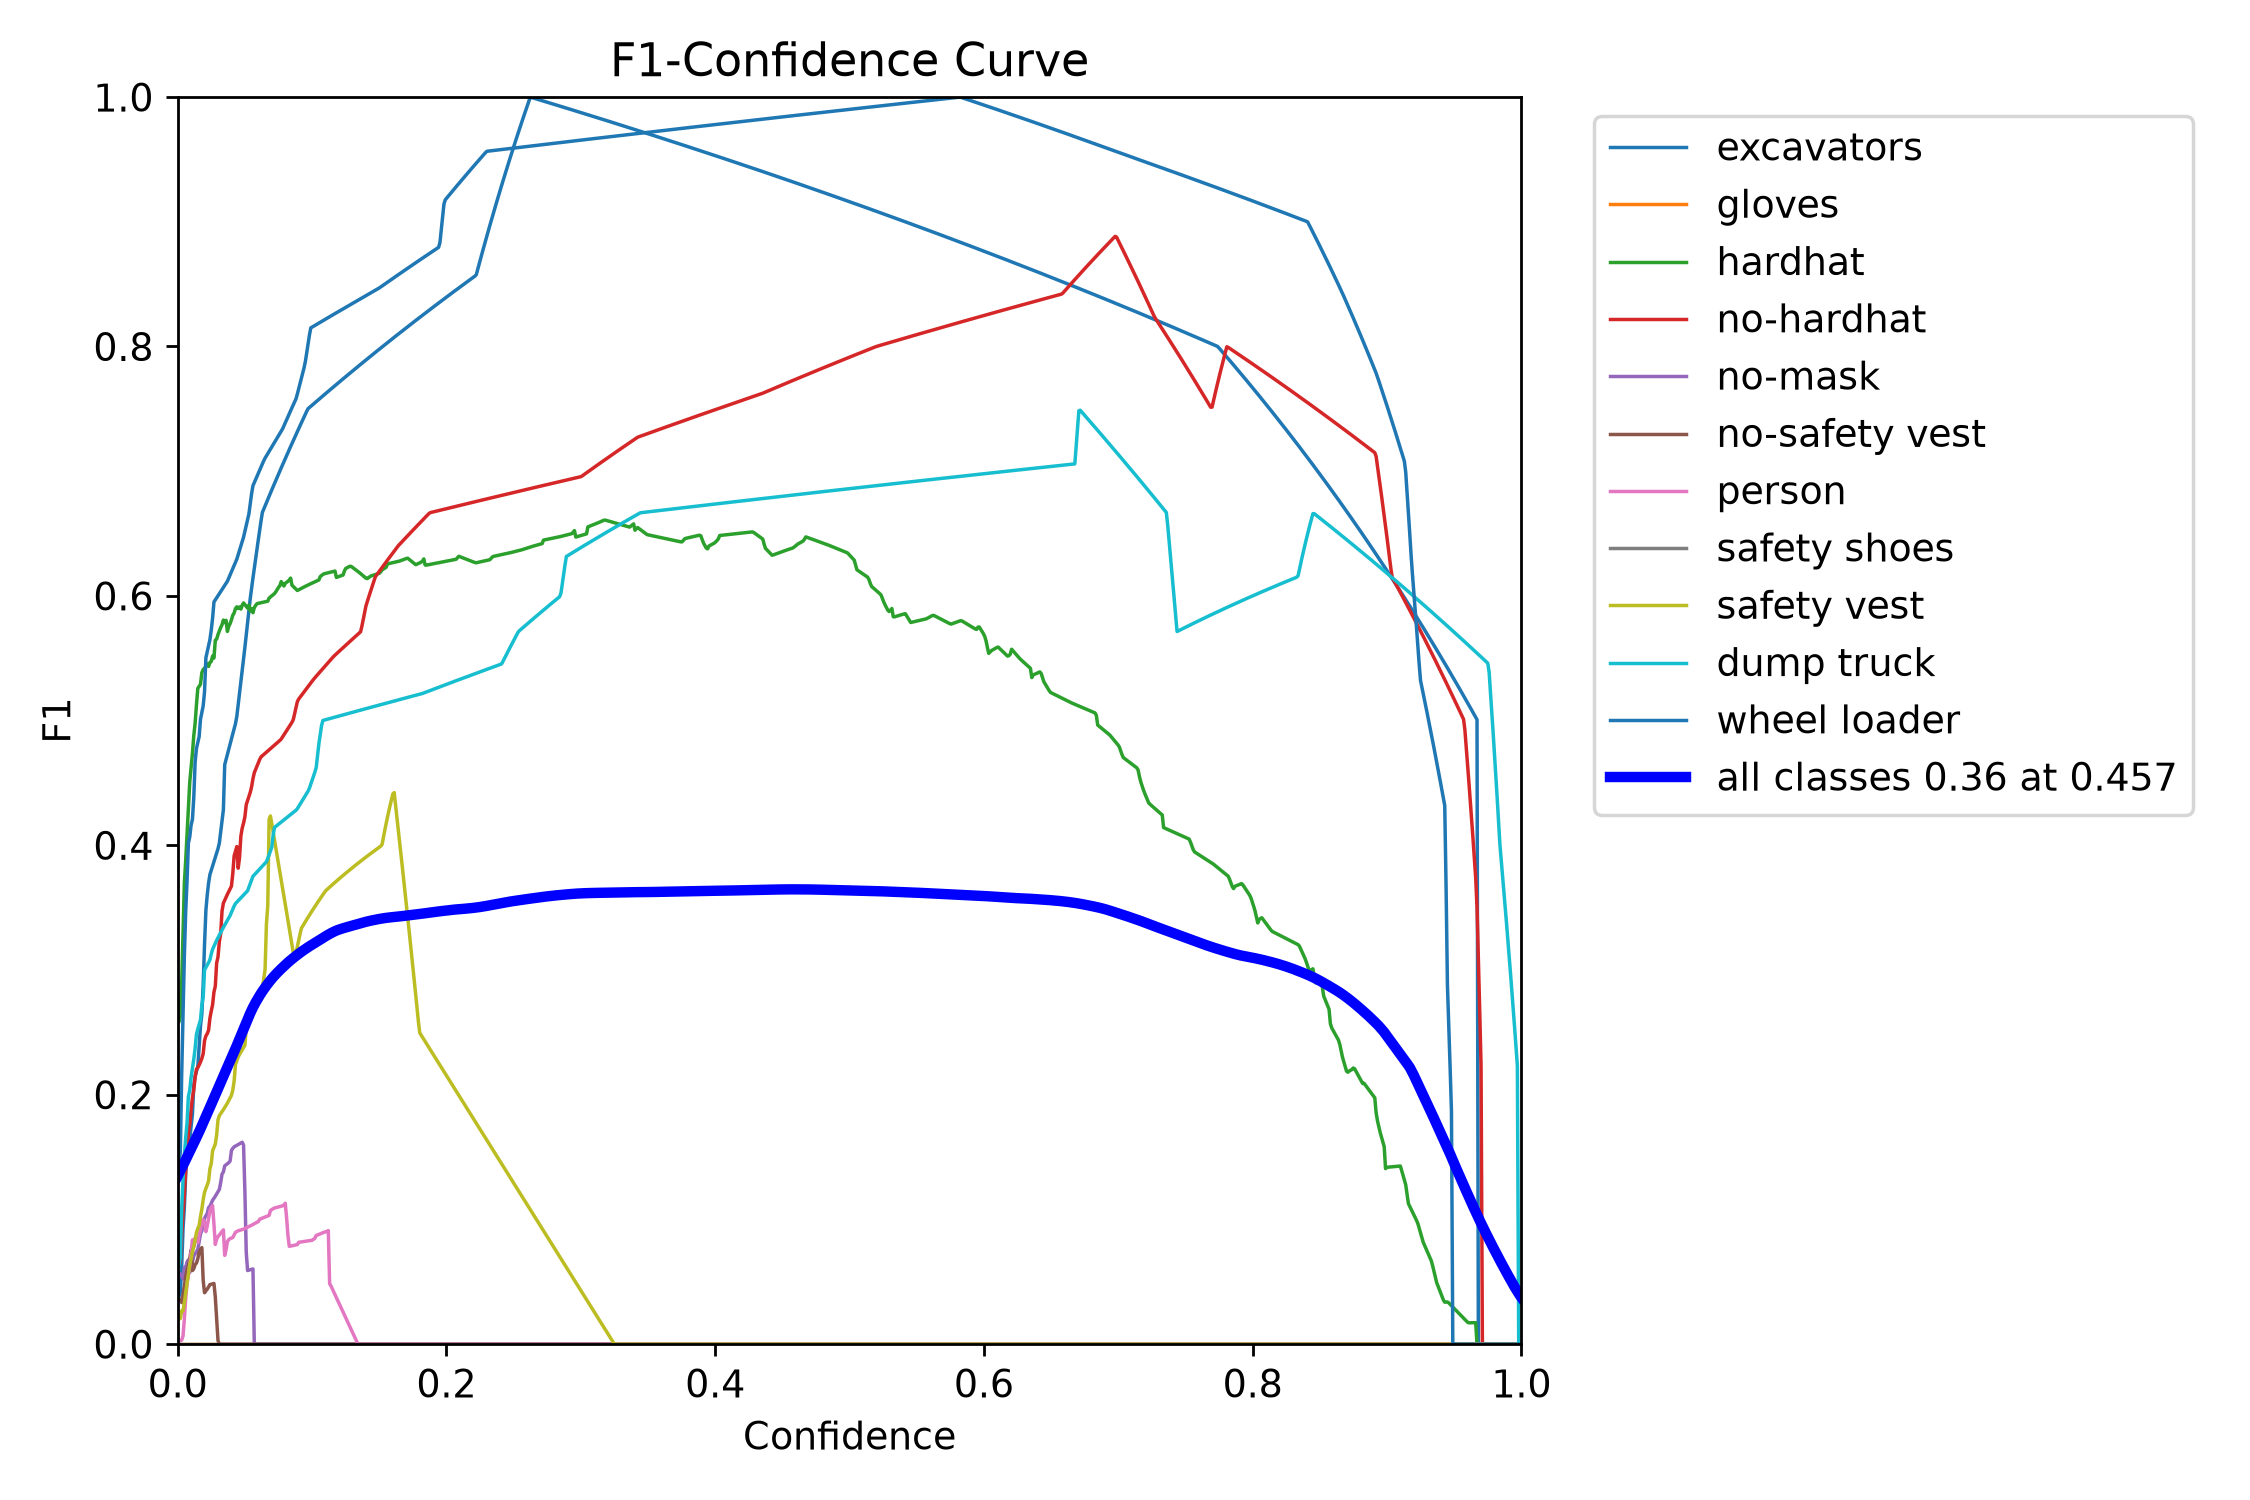 F1-Confidence Curve
1.0
0.8
0.6
0.4
0.2
0.0
F1
0.0 0.2 0.4 0.6 0.8 1.0
Confidence
excavators
gloves
hardhat
no-hardhat
no-mask
no-safety vest
person
safety shoes
safety vest
dump truck
wheel loader
all classes 0.36 at 0.457